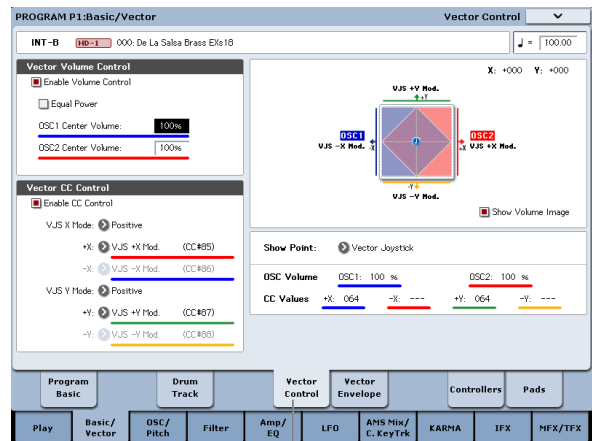 PROGRAM P1:Basic/Vector
Vector Control
INT-B HD-1 000: De La Salsa Brass EXs18
♩ = 100.00
Vector Volume Control
Enable Volume Control
Equal Power
OSC1 Center Volume: 100%
OSC2 Center Volume: 100%
Vector CC Control
Enable CC Control
VJS X Mode: Positive
+X: VJS +X Mod. (CC#85)
-X: VJS -X Mod. (CC#86)
VJS Y Mode: Positive
+Y: VJS +Y Mod. (CC#87)
-Y: VJS -Y Mod. (CC#88)
X: +000 Y: +000
VJS +Y Mod.
+Y
OSC1
VJS -X Mod.
-X
OSC2
+X
VJS +X Mod.
-Y
VJS -Y Mod.
Show Volume Image
Show Point: Vector Joystick
OSC Volume OSC1: 100 % OSC2: 100 %
CC Values +X: 064 -X: --- +Y: 064 -Y: ---
Program Basic
Drum Track
Vector Control
Vector Envelope
Controllers
Pads
Play
Basic/ Vector
OSC/ Pitch
Filter
Amp/ EQ
LFO
AMS Mix/ C.KeyTrk
KARMA
IFX
MFX/TFX